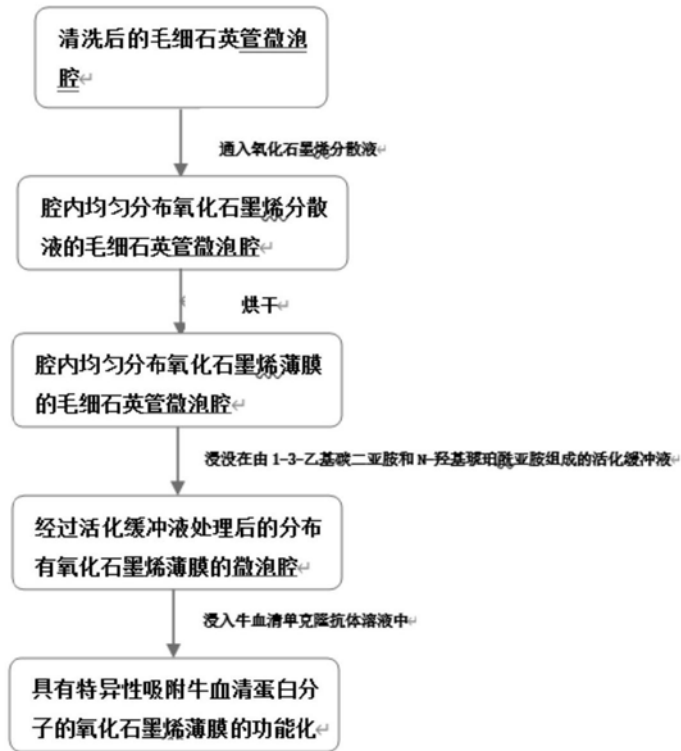 清洗后的毛细石英管微泡
腔
通入氧化石墨烯分散液
腔内均匀分布氧化石墨烯分散
液的毛细石英管微泡腔
烘干
腔内均匀分布氧化石墨烯薄膜
的毛细石英管微泡腔
浸没在由 1-3-乙基碳二亚胺和 N-羟基琥珀酰亚胺组成的活化缓冲液
经过活化缓冲液处理后的分布
有氧化石墨烯薄膜的微泡腔
浸入牛血清单克隆抗体溶液中
具有特异性吸附牛血清蛋白分
子的氧化石墨烯薄膜的功能化